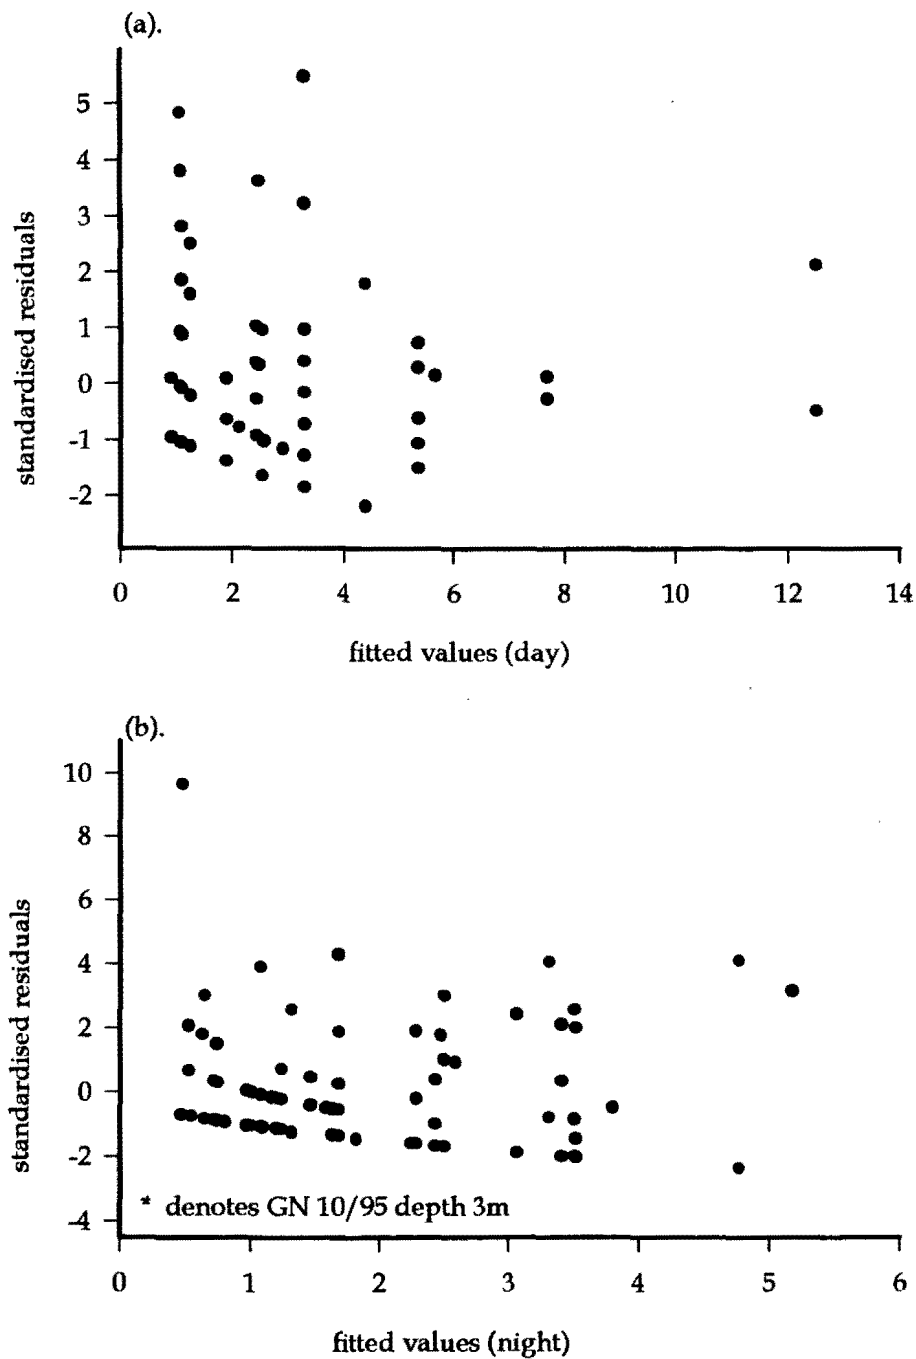 (a).
5
4
3
2
1
0
-1
-2
standardised residuals
0 2 4 6 8 10 12 14
fitted values (day)
(b).
10
8
6
4
2
0
-2
-4
standardised residuals
* denotes GN 10/95 depth 3m
0 1 2 3 4 5 6
fitted values (night)